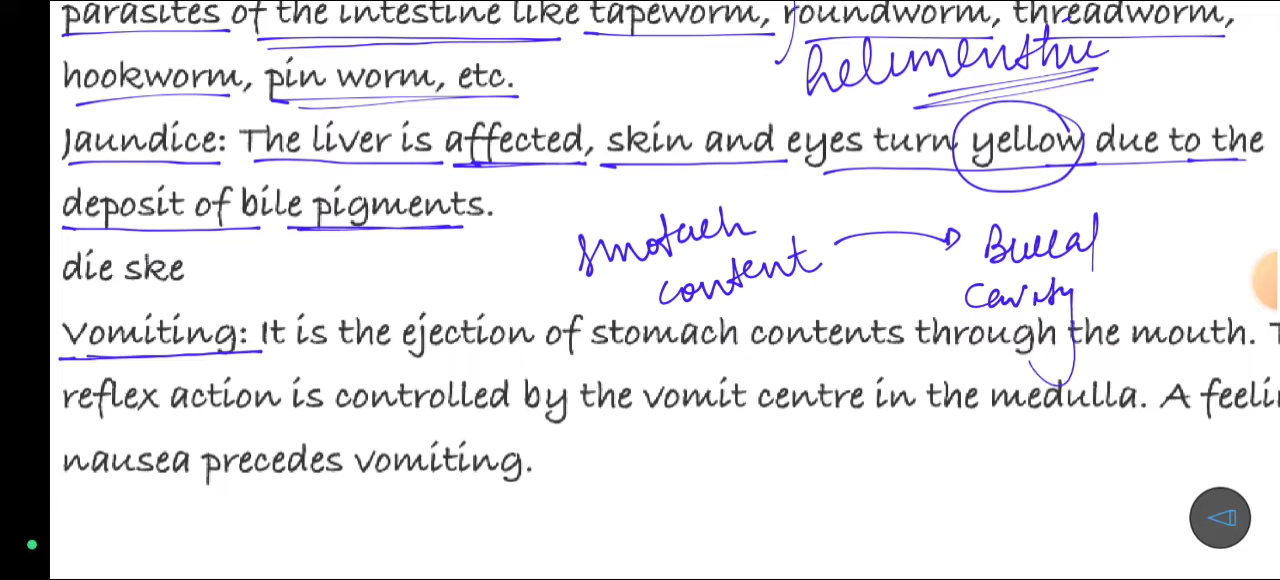 parasites of the intestine like tapeworm, roundworm, threadworm,
helimenthie
hookworm, pin worm, etc.
Jaundice: The liver is affected, skin and eyes turn yellow due to the
deposit of bile pigments.
smotach content → Buccal cavity
die ske
Vomiting: It is the ejection of stomach contents through the mouth. T
reflex action is controlled by the vomit centre in the medulla. A feelin
nausea precedes vomiting.